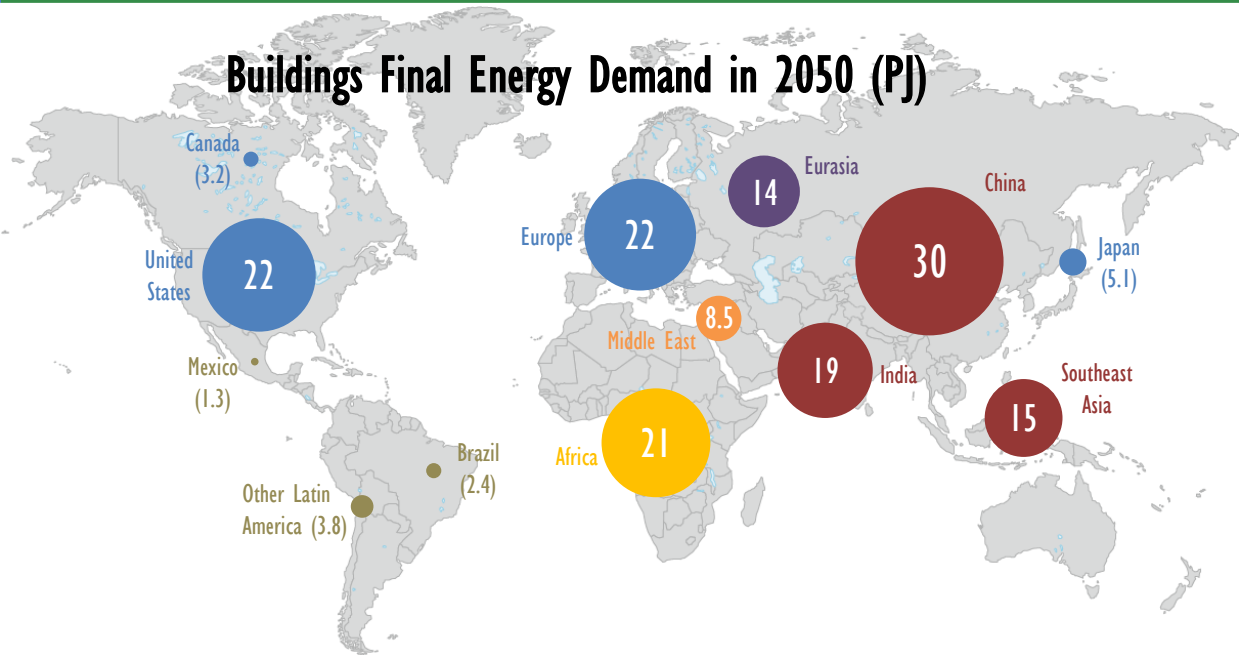 Buildings Final Energy Demand in 2050 (PJ)
Canada
(3.2)
United
States
22
Mexico
(1.3)
Brazil
(2.4)
Other Latin
America (3.8)
Europe
22
Eurasia
14
China
30
Japan
(5.1)
8.5
Middle East
19
India
Southeast
Asia
15
Africa
21